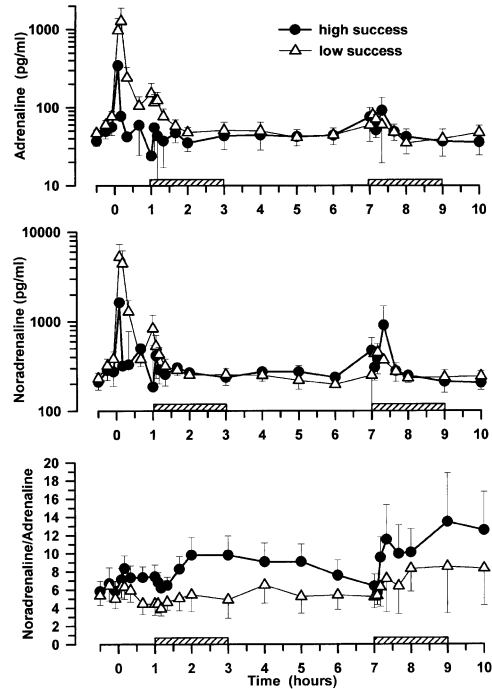 Adrenaline (pg/ml)
1000
100
10
high success
low success
0 1 2 3 4 5 6 7 8 9 10
Noradrenaline (pg/ml)
10000
1000
100
0 1 2 3 4 5 6 7 8 9 10
Noradrenaline/Adrenaline
20
18
16
14
12
10
8
6
4
2
0
0 1 2 3 4 5 6 7 8 9 10
Time (hours)